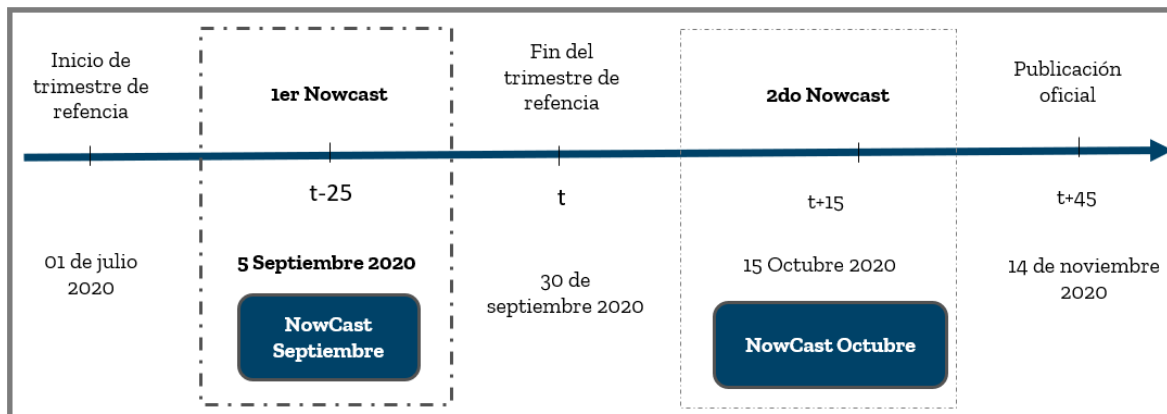 Inicio de
trimestre de
refencia
1er Nowcast
Fin del
trimestre de
refencia
2do Nowcast
Publicación
oficial
t-25
t
t+15
t+45
01 de julio
2020
5 Septiembre 2020
30 de
septiembre 2020
15 Octubre 2020
14 de noviembre
2020
NowCast
Septiembre
NowCast Octubre